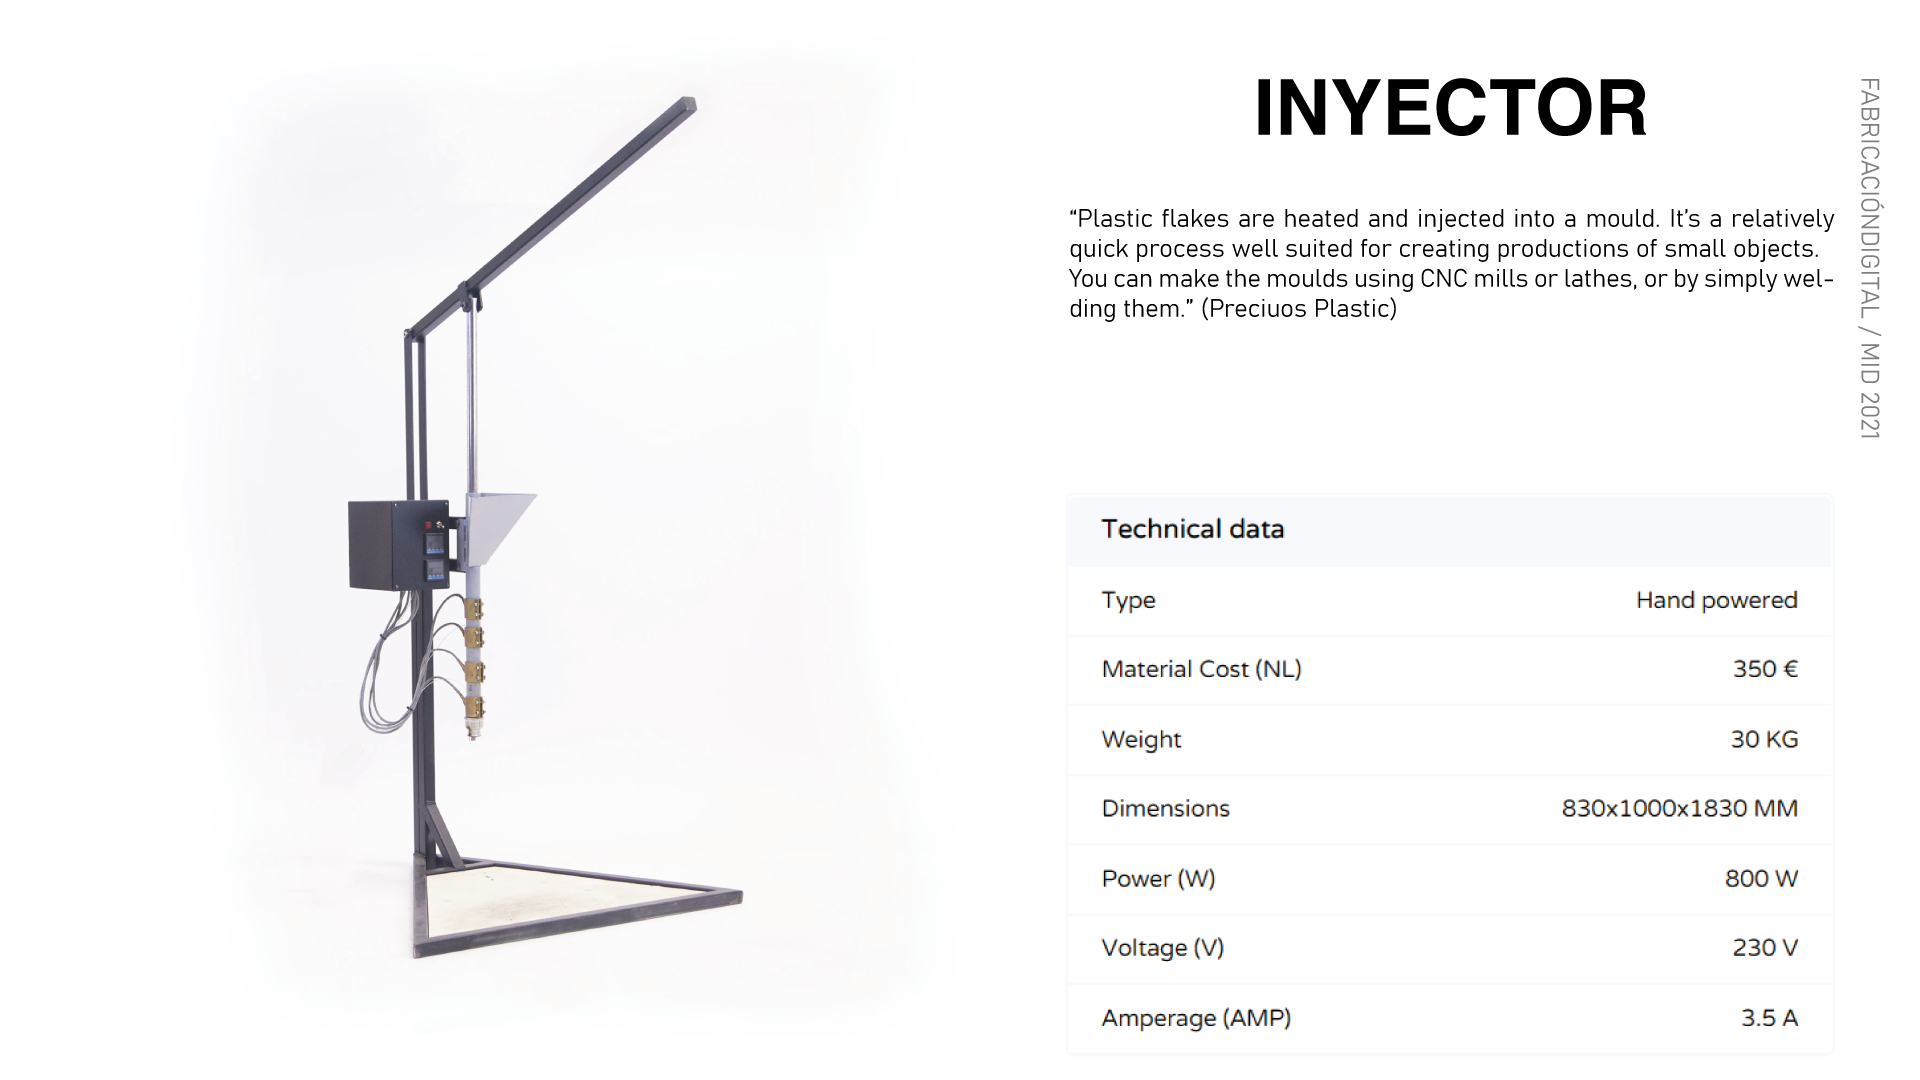 INYECTOR
“Plastic flakes are heated and injected into a mould. It’s a relatively
quick process well suited for creating productions of small objects.
You can make the moulds using CNC mills or lathes, or by simply wel-
ding them.” (Preciuos Plastic)
FABRICACIÓNDIGITAL / MID 2021
Technical data
Type Hand powered
Material Cost (NL) 350 €
Weight 30 KG
Dimensions 830x1000x1830 MM
Power (W) 800 W
Voltage (V) 230 V
Amperage (AMP) 3.5 A